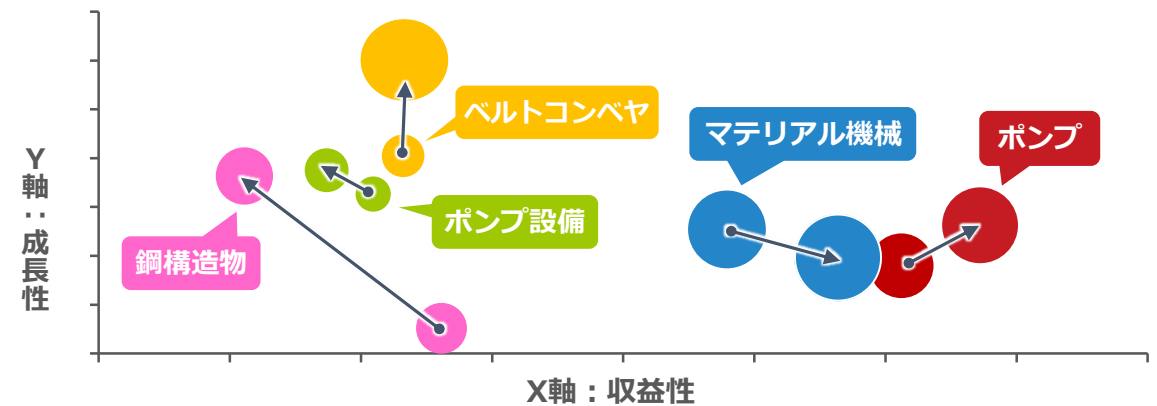 ベルトコンベヤ
マテリアル機械
ポンプ
ポンプ設備
鋼構造物
Y軸：成長性
X軸：収益性